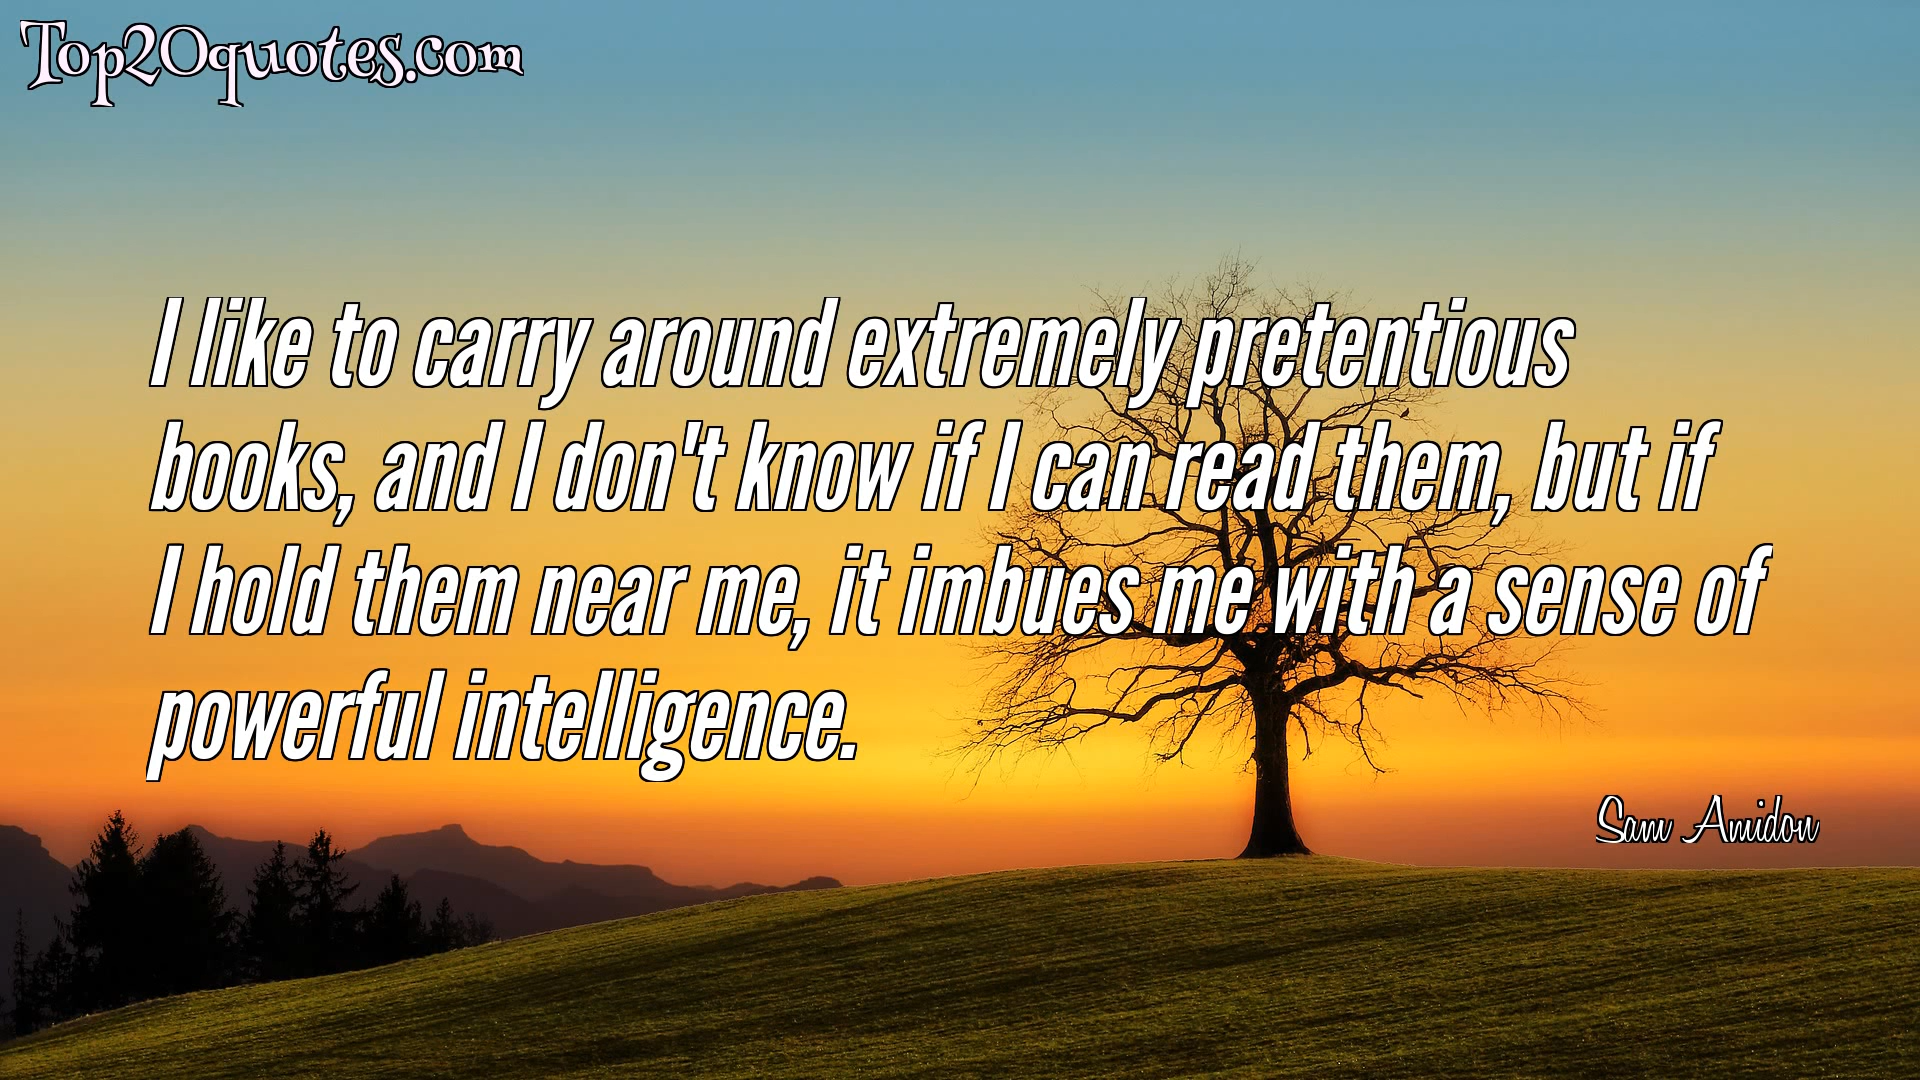 Top20quotes.com
I like to carry around extremely pretentious
books, and I don't know if I can read them, but if
I hold them near me, it imbues me with a sense of
powerful intelligence.
Sam Amidon